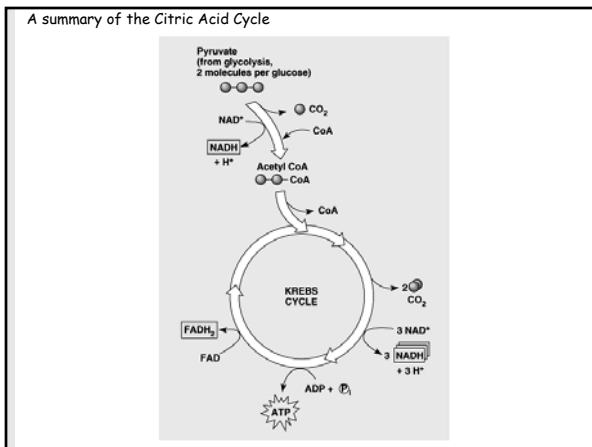 A summary of the Citric Acid Cycle
Pyruvate
(from glycolysis,
2 molecules per glucose)
CO₂
NAD⁺
CoA
NADH
+ H⁺
Acetyl CoA
CoA
CoA
KREBS
CYCLE
2
CO₂
3 NAD⁺
3 NADH
+ 3 H⁺
FADH₂
FAD
ADP + Pᵢ
ATP